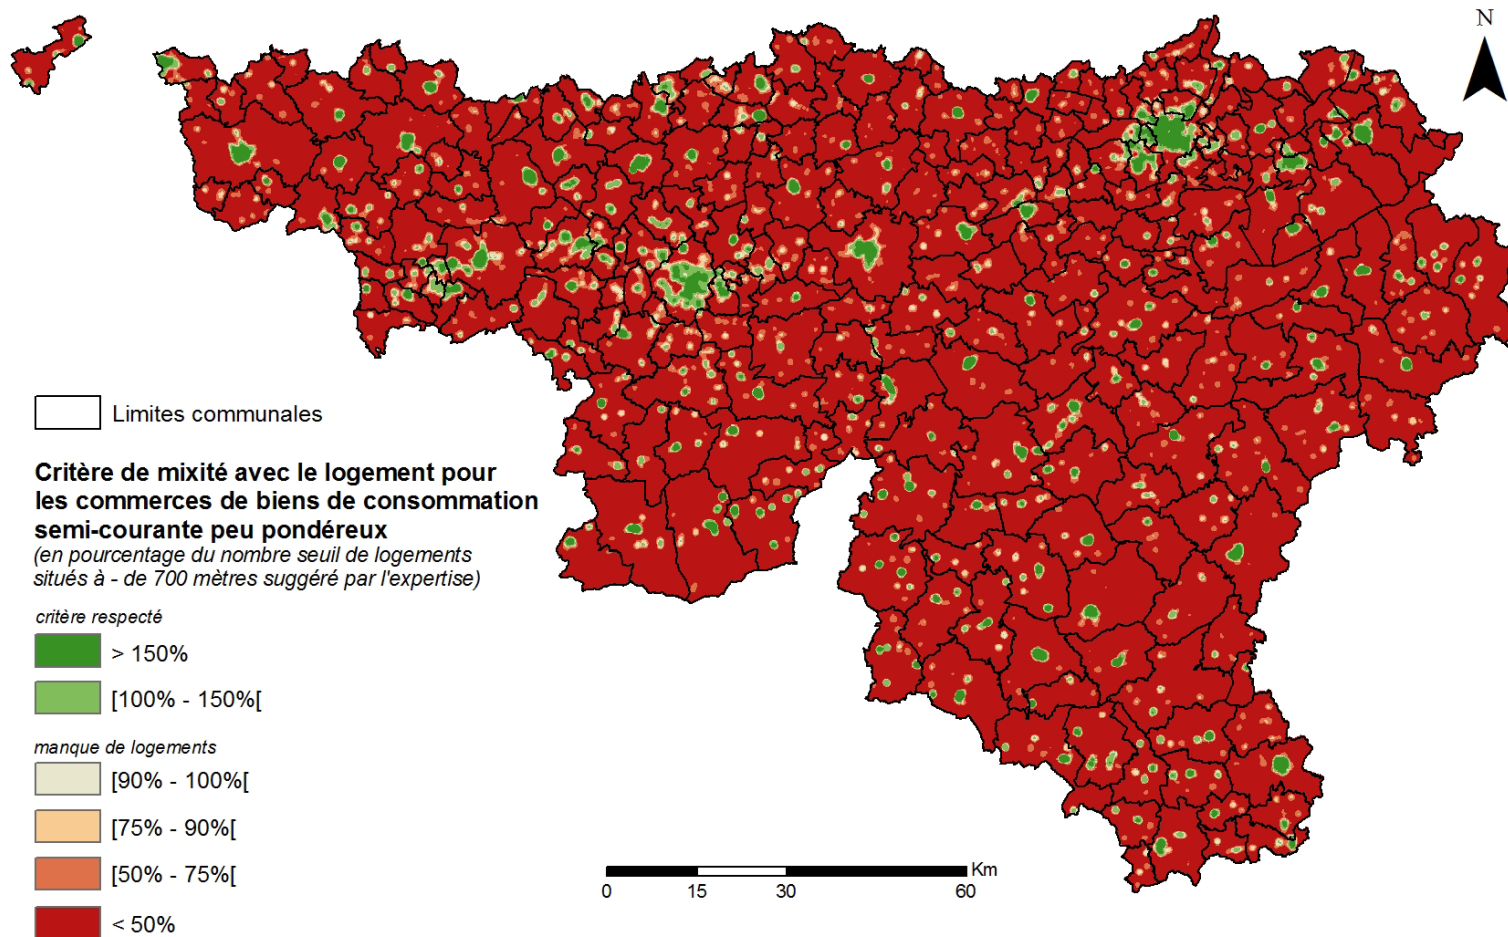 N
Limites communales
Critère de mixité avec le logement pour
les commerces de biens de consommation
semi-courante peu pondéreux
(en pourcentage du nombre seuil de logements
situés à - de 700 mètres suggéré par l'expertise)
critère respecté
> 150%
[100% - 150%[
manque de logements
[90% - 100%[
[75% - 90%[
[50% - 75%[
< 50%
Km
0 15 30 60